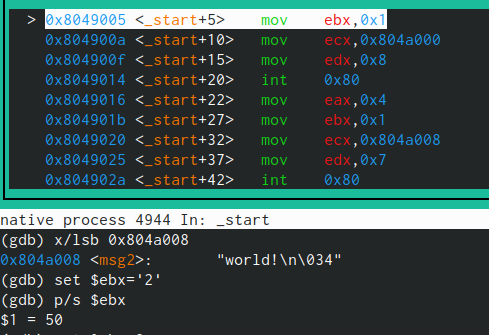 > 0x8049005 <_start+5> mov ebx,0x1
0x804900a <_start+10> mov ecx,0x804a000
0x804900f <_start+15> mov edx,0x8
0x8049014 <_start+20> int 0x80
0x8049016 <_start+22> mov eax,0x4
0x804901b <_start+27> mov ebx,0x1
0x8049020 <_start+32> mov ecx,0x804a008
0x8049025 <_start+37> mov edx,0x7
0x804902a <_start+42> int 0x80
native process 4944 In: _start
(gdb) x/lsb 0x804a008
0x804a008 <msg2>: "world!\n\034"
(gdb) set $ebx='2'
(gdb) p/s $ebx
$1 = 50